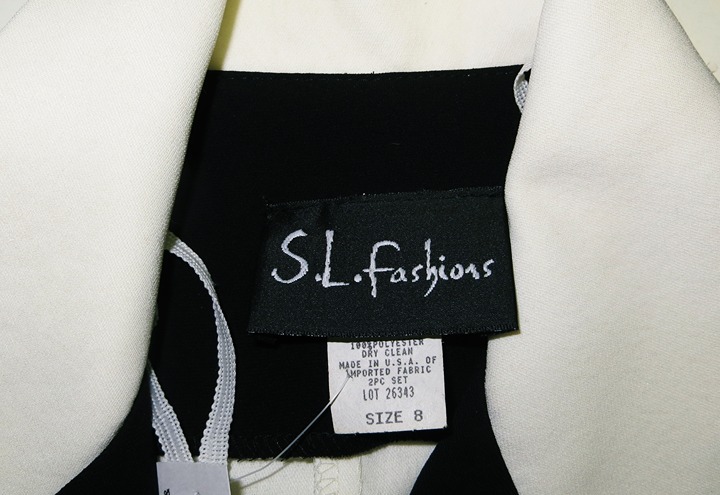 S.L. fashions
100% POLYESTER
DRY CLEAN
MADE IN U.S.A. OF
IMPORTED FABRIC
2PC SET
LOT 26343
SIZE 8